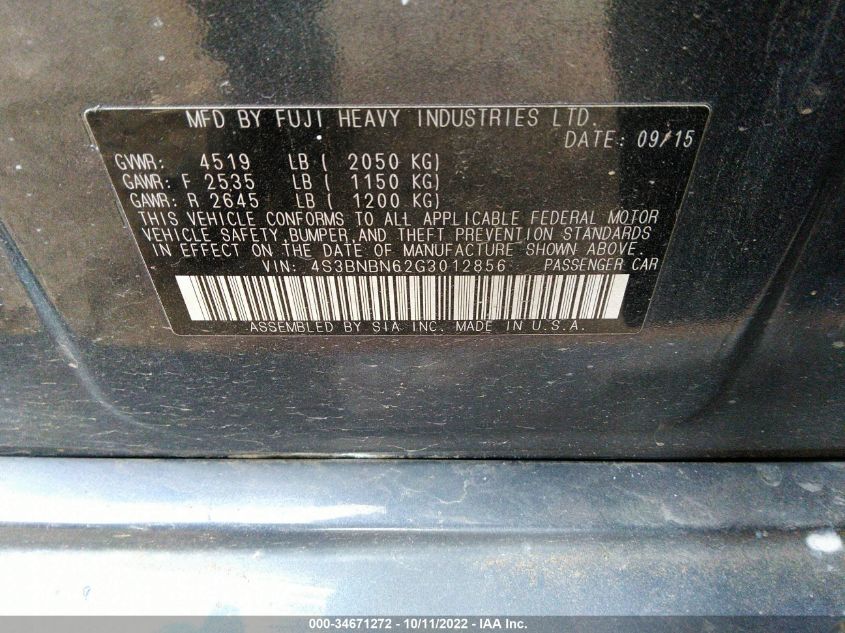 MFD BY FUJI HEAVY INDUSTRIES LTD.
DATE: 09/15
GVWR: 4519 LB ( 2050 KG)
GAWR: F 2535 LB ( 1150 KG)
GAWR: R 2645 LB ( 1200 KG)
THIS VEHICLE CONFORMS TO ALL APPLICABLE FEDERAL MOTOR
VEHICLE SAFETY,BUMPER,AND THEFT PREVENTION STANDARDS
IN EFFECT ON THE DATE OF MANUFACTURE SHOWN ABOVE.
VIN: 4S3BNBN62G3012856 PASSENGER CAR
ASSEMBLED BY SIA INC. MADE IN U.S.A.
000-34671272 - 10/11/2022 - IAA Inc.